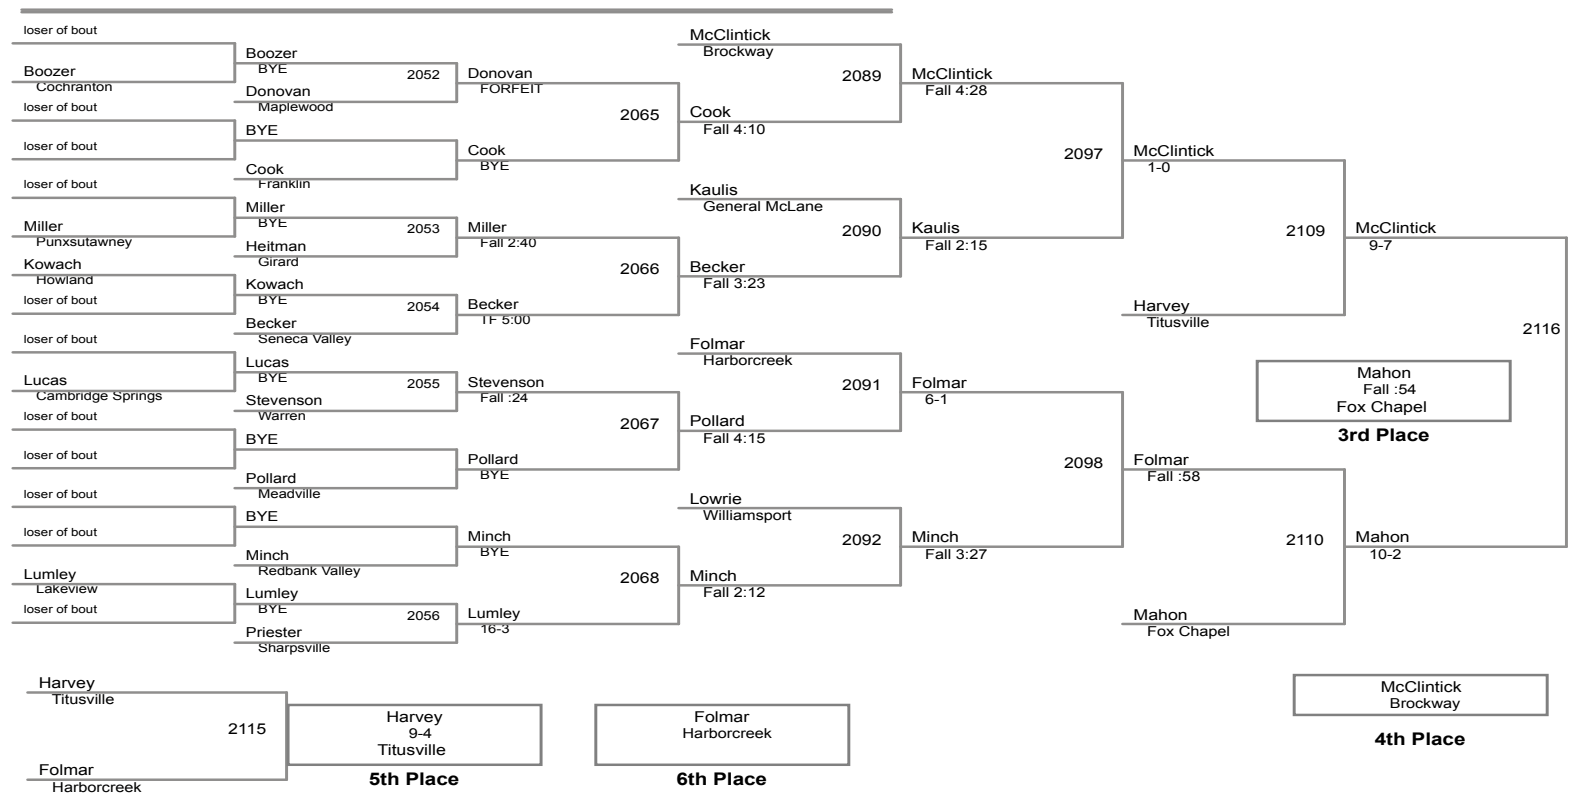 loser of bout
Boozer
Cochranton
loser of bout
loser of bout
loser of bout
Miller
Punxsutawney
Kowach
Howland
loser of bout
loser of bout
Lucas
Cambridge Springs
loser of bout
loser of bout
loser of bout
loser of bout
Lumley
Lakeview
loser of bout
Boozer
BYE
2052
Donovan
Maplewood
BYE
Cook
Franklin
Miller
BYE
2053
Heitman
Girard
Kowach
BYE
2054
Becker
Seneca Valley
Lucas
BYE
2055
Stevenson
Warren
BYE
Pollard
Meadville
BYE
Minch
Redbank Valley
Lumley
BYE
2056
Priester
Sharpsville
Donovan
FORFEIT
2065
Cook
BYE
Miller
Fall 2:40
2066
Becker
TF 5:00
Stevenson
Fall :24
2067
Pollard
BYE
Minch
BYE
2068
Lumley
16-3
McClintick
Brockway
2089
Cook
Fall 4:10
Kaulis
General McLane
2090
Becker
Fall 3:23
Folmar
Harborcreek
2091
Pollard
Fall 4:15
Lowrie
Williamsport
2092
Minch
Fall 2:12
McClintick
Fall 4:28
2097
Kaulis
Fall 2:15
Folmar
6-1
2098
Minch
Fall 3:27
McClintick
1-0
2109
Harvey
Titusville
Folmar
Fall :58
2110
Mahon
Fox Chapel
McClintick
9-7
2116
Mahon
10-2
Mahon
Fall :54
Fox Chapel
3rd Place
McClintick
Brockway
4th Place
Harvey
Titusville
2115
Folmar
Harborcreek
Harvey
9-4
Titusville
5th Place
Folmar
Harborcreek
6th Place